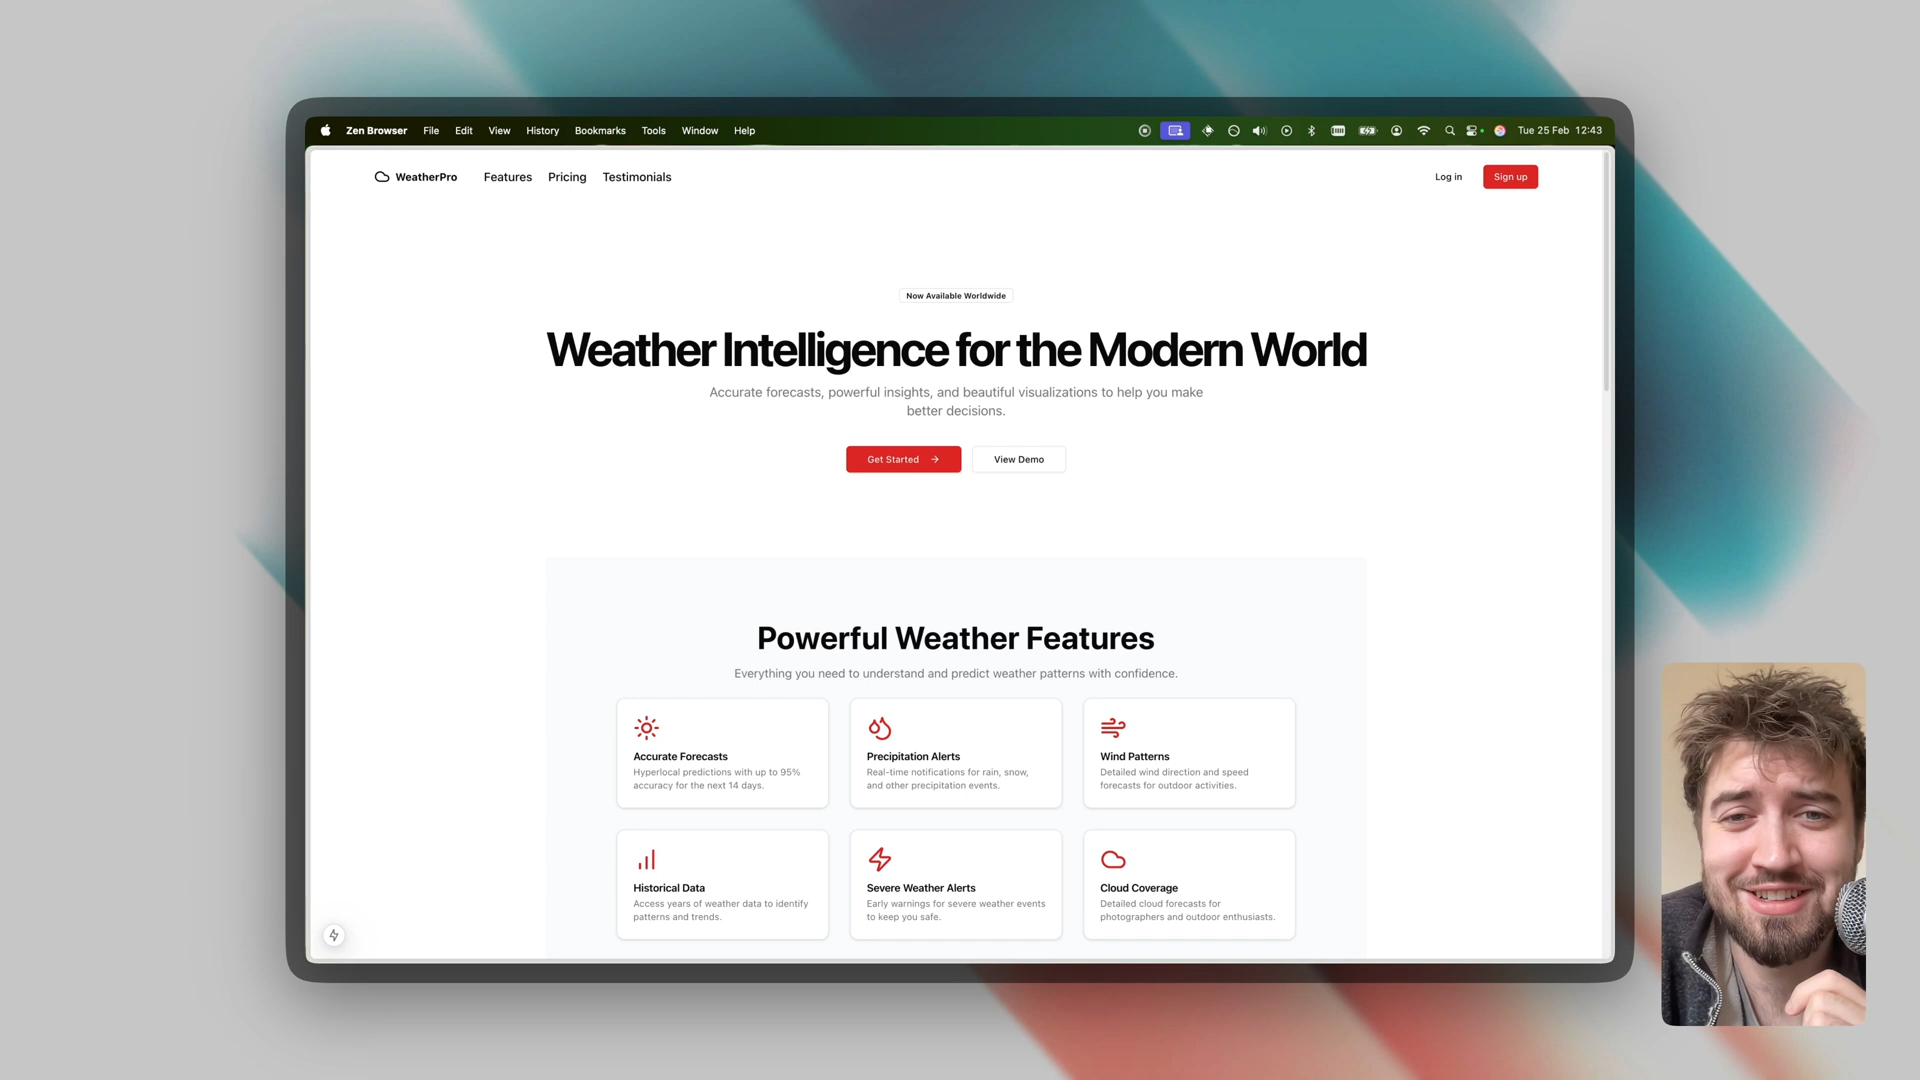 Zen Browser File Edit View History Bookmarks Tools Window Help Tue 25 Feb 12:43
WeatherPro Features Pricing Testimonials Log in Sign up
Now Available Worldwide
Weather Intelligence for the Modern World
Accurate forecasts, powerful insights, and beautiful visualizations to help you make
better decisions.
Get Started → View Demo
Powerful Weather Features
Everything you need to understand and predict weather patterns with confidence.
Accurate Forecasts
Hyperlocal predictions with up to 95%
accuracy for the next 14 days.
Precipitation Alerts
Real-time notifications for rain, snow,
and other precipitation events.
Wind Patterns
Detailed wind direction and speed
forecasts for outdoor activities.
Historical Data
Access years of weather data to identify
patterns and trends.
Severe Weather Alerts
Early warnings for severe weather events
to keep you safe.
Cloud Coverage
Detailed cloud forecasts for
photographers and outdoor enthusiasts.